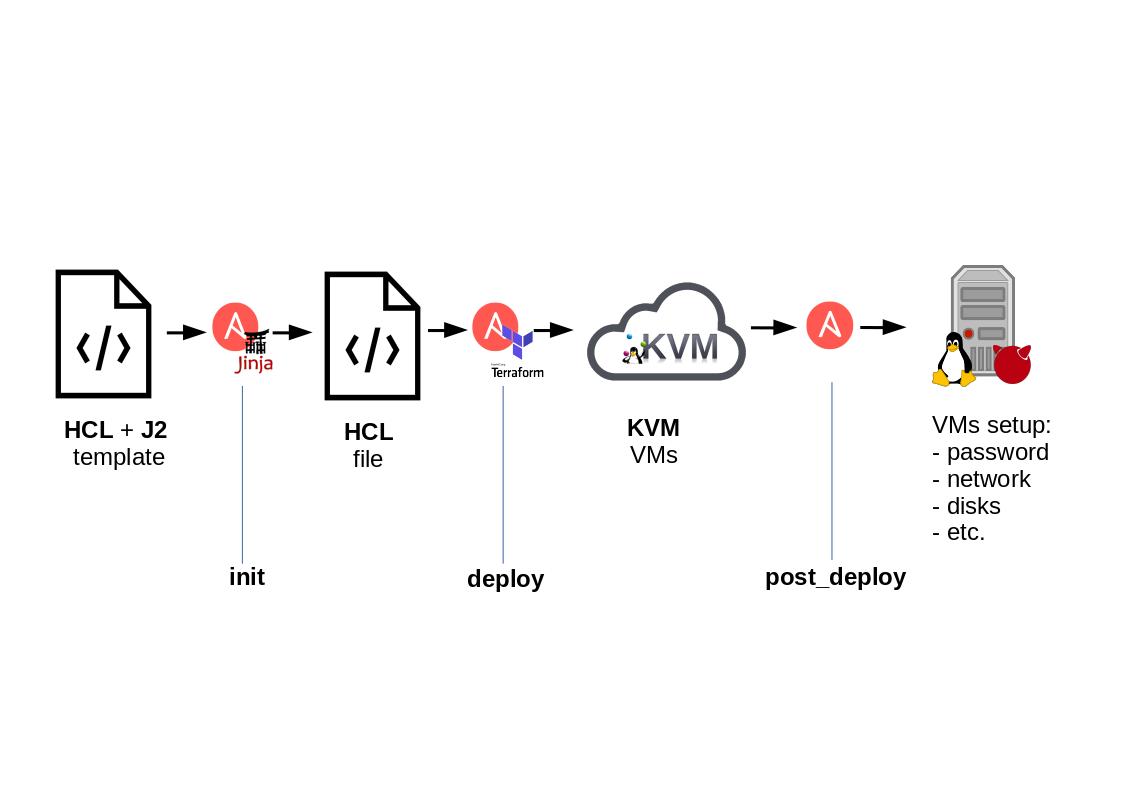 Jinja
Terraform
KVM
HCL + J2
template
HCL
file
KVM
VMs
VMs setup:
- password
- network
- disks
- etc.
init
deploy
post_deploy